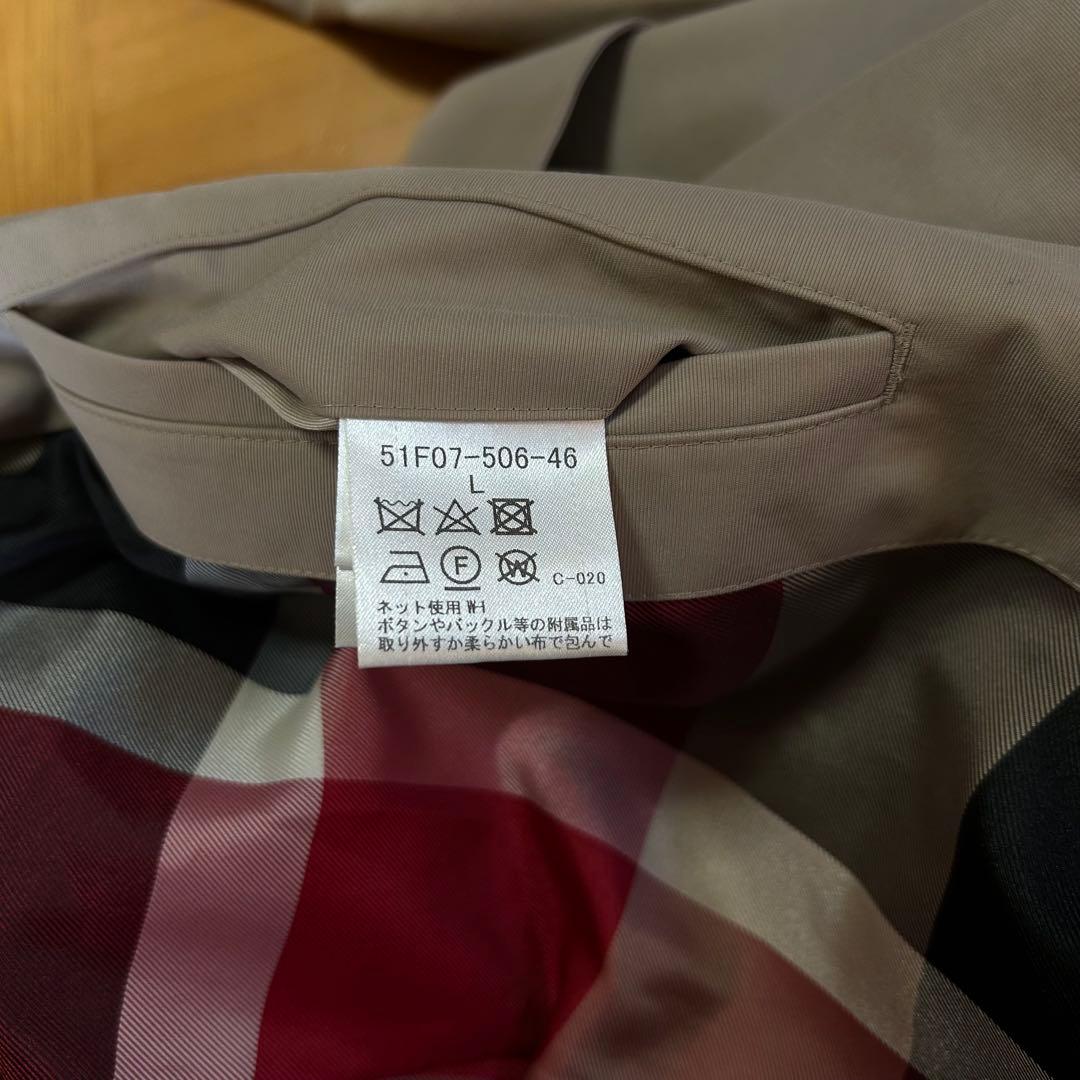 51F07-506-46
L
F W C-020
ネット使用 WH
ボタンやバックル等の附属品は
取り外すか柔らかい布で包んで